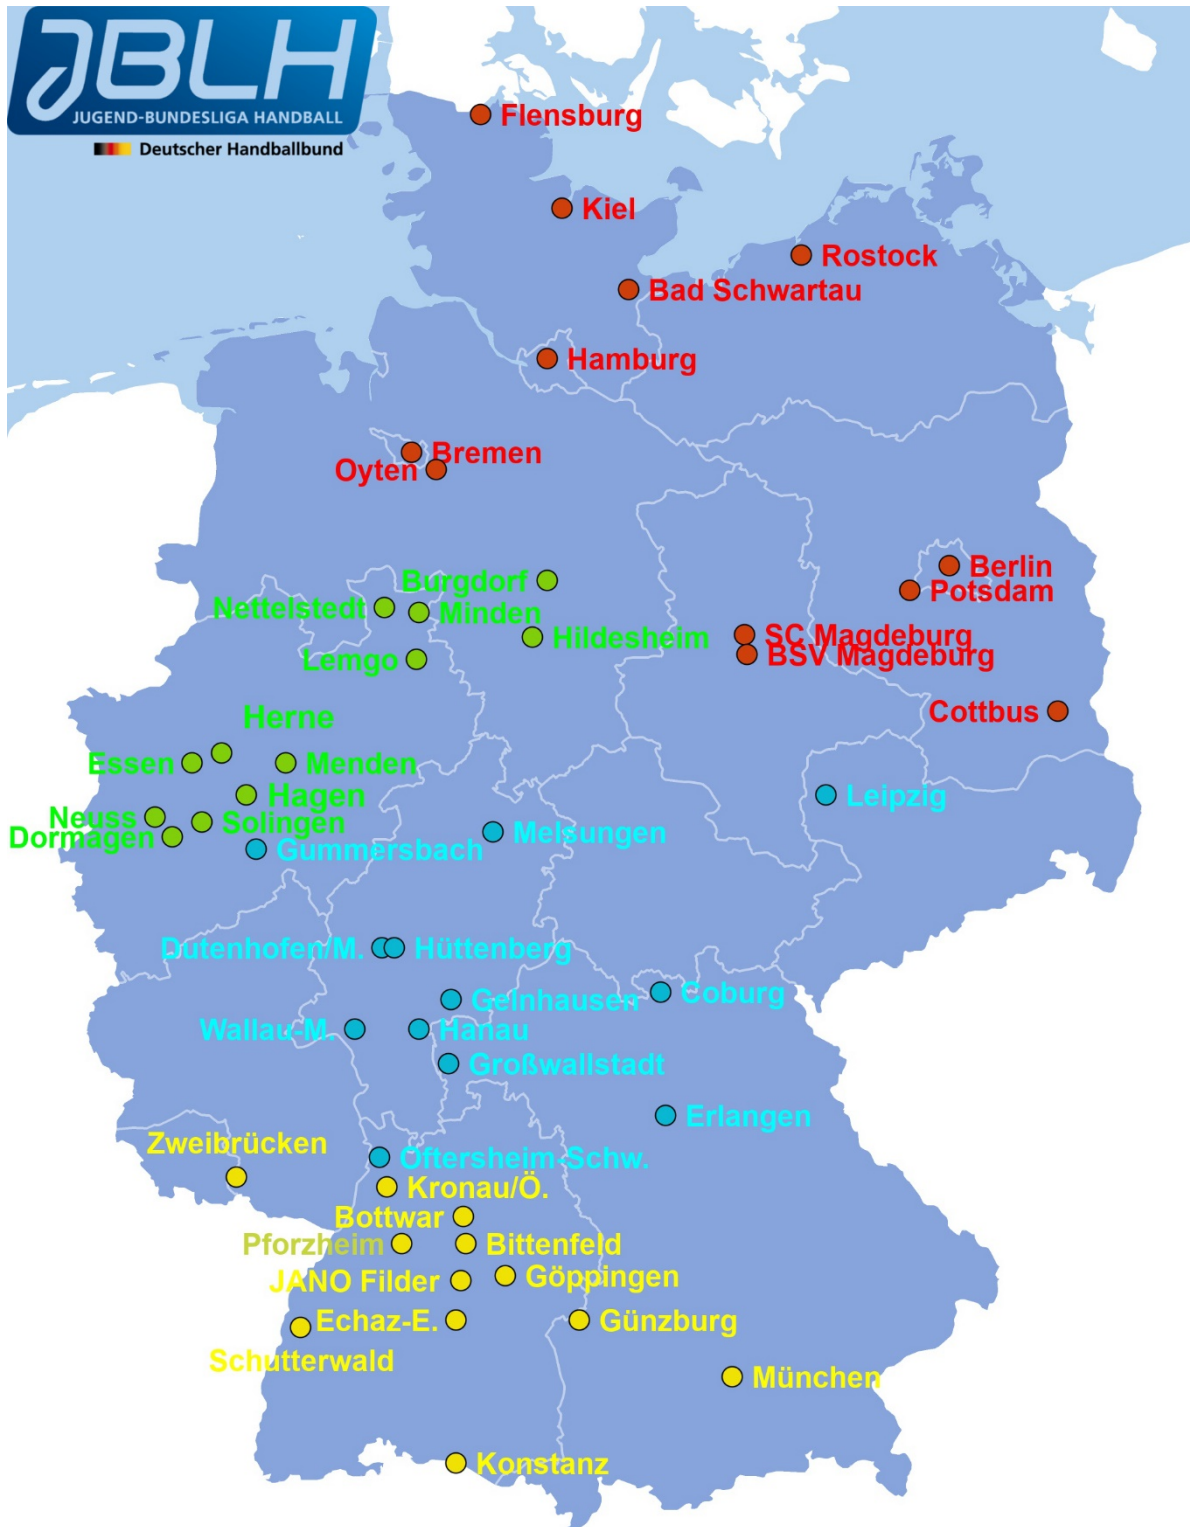 JBLH
JUGEND-BUNDESLIGA HANDBALL
Deutscher Handballbund
Flensburg
Kiel
Rostock
Bad Schwartau
Hamburg
Bremen
Oyten
Berlin
Burgdorf
Potsdam
Nettelstedt
Minden
SC Magdeburg
Hildesheim
BSV Magdeburg
Lemgo
Cottbus
Herne
Essen
Menden
Hagen
Leipzig
Neuss
Solingen
Melsungen
Dormagen
Gummersbach
Dutenhofen/M.
Hüttenberg
Gelnhausen
Coburg
Wallau-M.
Hanau
Großwallstadt
Erlangen
Zweibrücken
Oftersheim-Schw.
Kronau/Ö.
Bottwar
Pforzheim
Bittenfeld
JANO Filder
Göppingen
Echaz-E.
Günzburg
Schutterwald
München
Konstanz